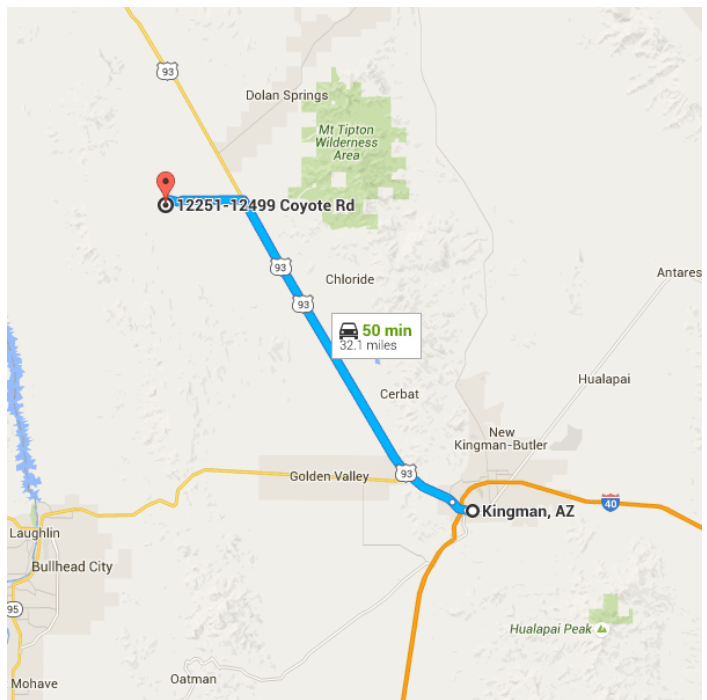 93
Dolan Springs
Mt Tipton
Wilderness
Area
12251-12499 Coyote Rd
93
Chloride
Antares
93
50 min
32.1 miles
Hualapai
Cerbat
New
Kingman-Butler
93
Golden Valley
40
Kingman, AZ
Laughlin
Bullhead City
95
Hualapai Peak
Oatman
Mohave